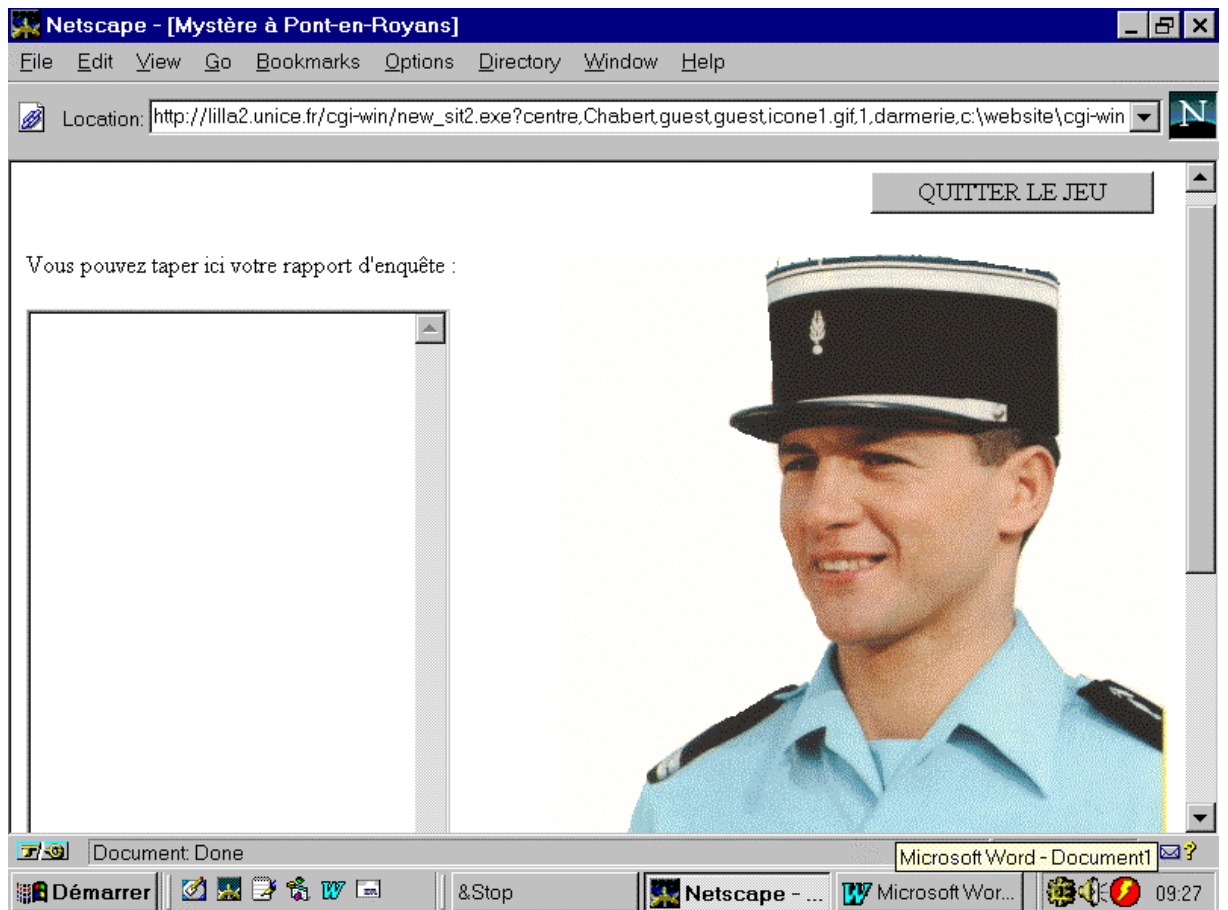 Netscape - [Mystère à Pont-en-Royans]
File Edit View Go Bookmarks Options Directory Window Help
Location: http://lilla2.unice.fr/cgi-win/new_sit2.exe?centre,Chabert,guest,guest,icone1.gif,1,darmerie,c:\website\cgi-win
N
QUITTER LE JEU
Vous pouvez taper ici votre rapport d'enquête :
Document: Done
Microsoft Word - Document1
Démarrer
&Stop
Netscape - ...
Microsoft Wor...
09:27